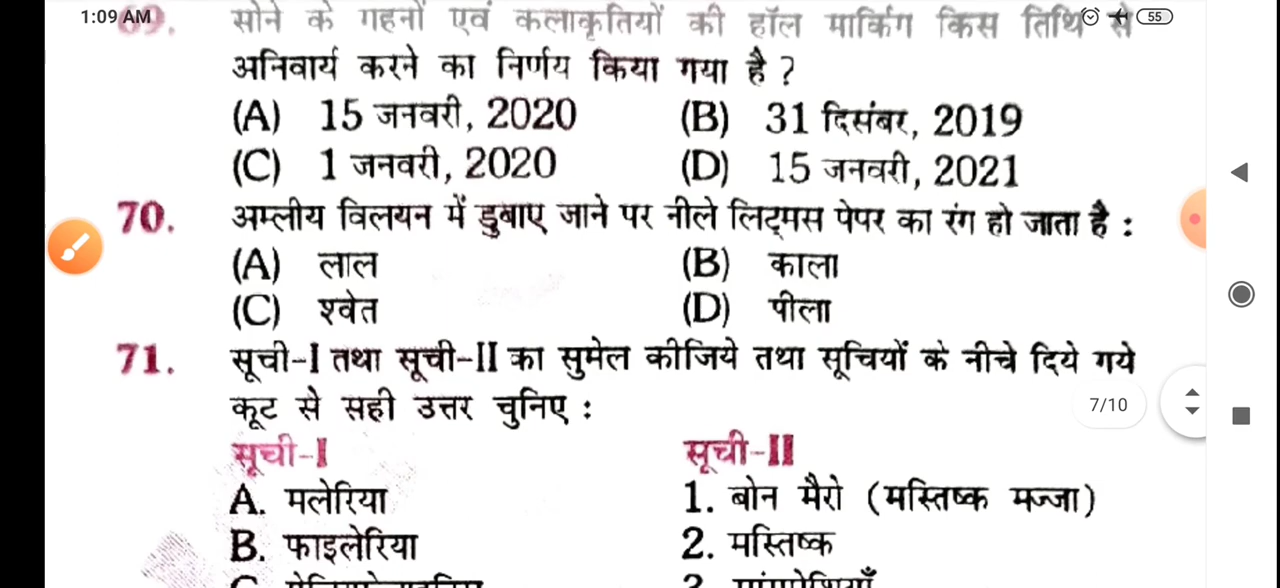 1:09 AM
55
69. सोने के गहनों एवं कलाकृतियों की हॉल मार्किंग किस तिथि से
अनिवार्य करने का निर्णय किया गया है ?
(A) 15 जनवरी, 2020 (B) 31 दिसंबर, 2019
(C) 1 जनवरी, 2020 (D) 15 जनवरी, 2021
70. अम्लीय विलयन में डुबाए जाने पर नीले लिट्मस पेपर का रंग हो जाता है :
(A) लाल (B) काला
(C) श्वेत (D) पीला
71. सूची-I तथा सूची-II का सुमेल कीजिये तथा सूचियों के नीचे दिये गये
कूट से सही उत्तर चुनिए :
7/10
सूची-I सूची-II
A. मलेरिया 1. बोन मैरो (मस्तिष्क मज्जा)
B. फाइलेरिया 2. मस्तिष्क